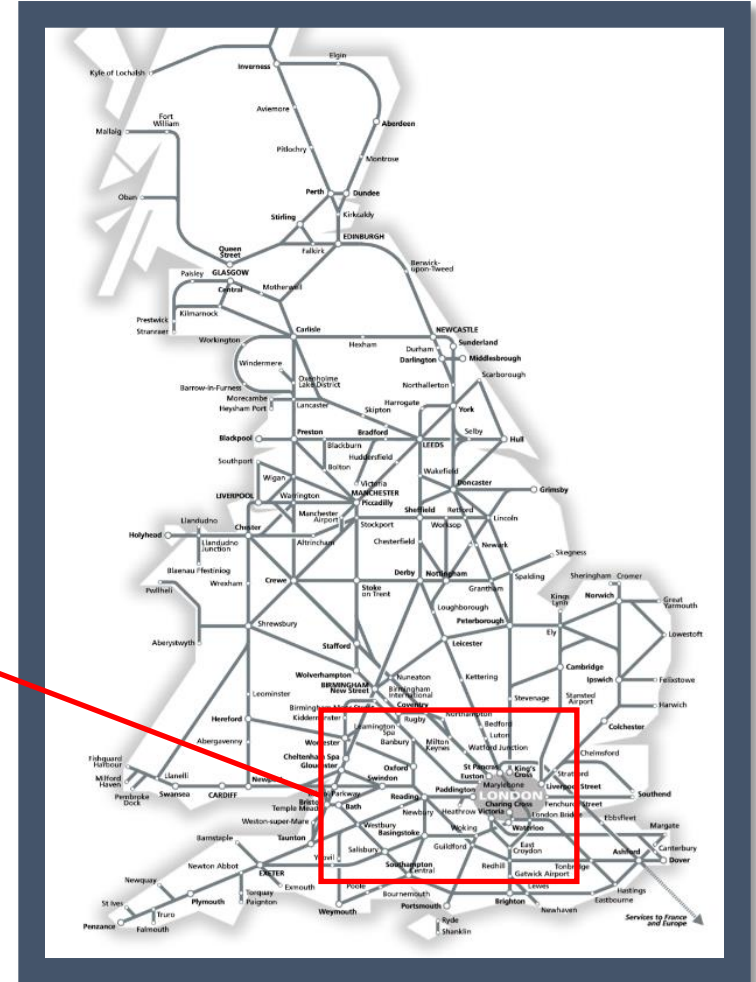 Elgin
Inverness
Kyle of Lochalsh
Aviemore
Fort
William
Mallaig
Aberdeen
Pitlochry
Montrose
Perth
Dundee
Oban
Stirling
Kirkcaldy
EDINBURGH
Queen
Street
Falkirk
Berwick-
upon-Tweed
Paisley
GLASGOW
Central
Motherwell
Prestwick
Kilmarnock
Stranraer
Carlisle
NEWCASTLE
Workington
Hexham
Durham
Sunderland
Darlington
Middlesbrough
Windermere
Scarborough
Oxenholme
Lake District
Northallerton
Barrow-in-Furness
Morecambe
Heysham Port
Lancaster
Harrogate
Skipton
York
Blackpool
Preston
Bradford
LEEDS
Selby
Hull
Blackburn
Huddersfield
Southport
Bolton
Wakefield
Wigan
Victoria
Doncaster
LIVERPOOL
Warrington
MANCHESTER
Piccadilly
Grimsby
Manchester
Airport
Sheffield
Retford
Llandudno
Chester
Stockport
Worksop
Lincoln
Holyhead
Llandudno
Junction
Altrincham
Chesterfield
Newark
Skegness
Blaenau Ffestiniog
Derby
Nottingham
Pwllheli
Wrexham
Crewe
Stoke
on Trent
Grantham
Spalding
Sheringham
Cromer
Kings
Lynn
Norwich
Great
Yarmouth
Loughborough
Peterborough
Shrewsbury
Ely
Lowestoft
Aberystwyth
Stafford
Leicester
Cambridge
Wolverhampton
Nuneaton
Kettering
Ipswich
Felixstowe
BIRMINGHAM
New Street
Birmingham
International
Stevenage
Stansted
Airport
Leominster
Coventry
Harwich
Birmingham
Hereford
Kidderminster
Rugby
Northampton
Bedford
Colchester
Leamington
Spa
Luton
Abergavenny
Worcester
Banbury
Milton
Keynes
Watford Junction
Chelmsford
Cheltenham Spa
Gloucester
Oxford
St Pancras
Euston
King's
Cross
Stratford
Fishguard
Harbour
Llanelli
Swindon
Paddington
Marylebone
Liverpool Street
Milford
Haven
Newport
Parkway
Reading
LONDON
Southend
Pembroke
Dock
Swansea
CARDIFF
Bristol
Temple Meads
Bath
Charing Cross
Fenchurch Street
Newbury
Heathrow
Victoria
London Bridge
Ebbsfleet
Weston-super-Mare
Westbury
Basingstoke
Woking
Waterloo
Margate
Barnstaple
Taunton
Salisbury
Guildford
East
Croydon
Canterbury
Yeovil
Ashford
Dover
Newton Abbot
EXETER
Southampton
Central
Redhill
Tonbridge
Gatwick Airport
Newquay
Exmouth
Poole
Lewes
Hastings
Torquay
Paignton
Bournemouth
Eastbourne
St Ives
Plymouth
Weymouth
Portsmouth
Brighton
Newhaven
Truro
Penzance
Falmouth
Ryde
Shanklin
Services to France
and Europe